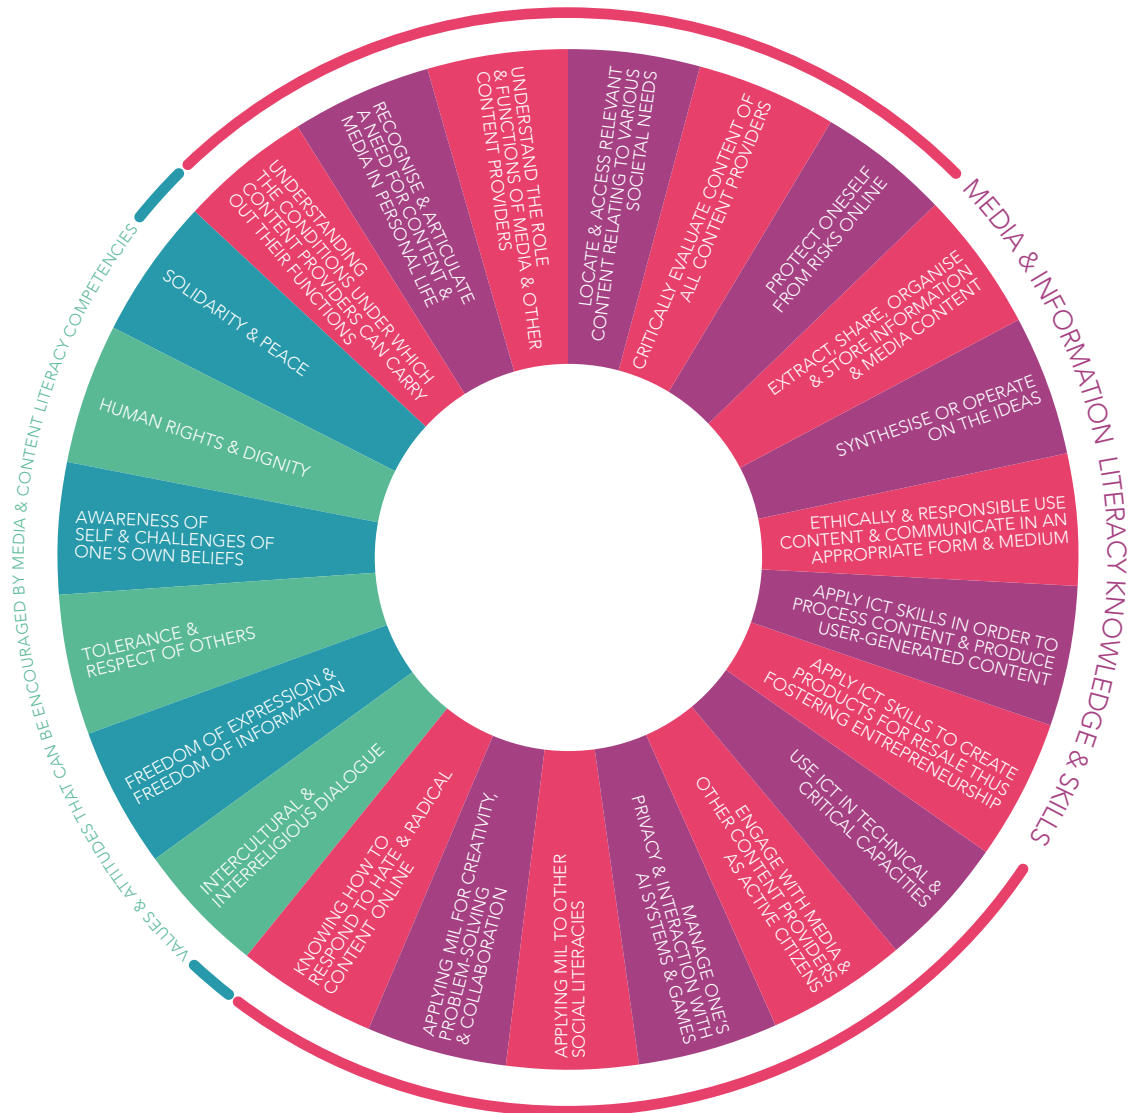 MEDIA & INFORMATION LITERACY KNOWLEDGE & SKILLS
LOCATE & ACCESS RELEVANT
CONTENT RELATING TO VARIOUS
SOCIETAL NEEDS
CRITICALLY EVALUATE CONTENT OF
ALL CONTENT PROVIDERS
PROTECT ONESELF
FROM RISKS ONLINE
EXTRACT, SHARE, ORGANISE
& STORE INFORMATION
& MEDIA CONTENT
SYNTHESISE OR OPERATE
ON THE IDEAS
ETHICALLY & RESPONSIBLE USE
CONTENT & COMMUNICATE IN AN
APPROPRIATE FORM & MEDIUM
APPLY ICT SKILLS IN ORDER TO
PROCESS CONTENT & PRODUCE
USER-GENERATED CONTENT
APPLY ICT SKILLS TO CREATE
PRODUCTS FOR RESALE THUS
FOSTERING ENTREPRENEURSHIP
USE ICT IN TECHNICAL &
CRITICAL CAPACITIES
ENGAGE WITH MEDIA &
OTHER CONTENT PROVIDERS
AS ACTIVE CITIZENS
MANAGE ONE'S
PRIVACY & INTERACTION WITH
AI SYSTEMS & GAMES
APPLYING MIL TO OTHER
SOCIAL LITERACIES
APPLYING MIL FOR CREATIVITY,
PROBLEM-SOLVING
& COLLABORATION
KNOWING HOW TO
RESPOND TO HATE & RADICAL
CONTENT ONLINE
INTERCULTURAL &
INTERRELIGIOUS DIALOGUE
FREEDOM OF EXPRESSION &
FREEDOM OF INFORMATION
TOLERANCE &
RESPECT OF OTHERS
AWARENESS OF
SELF & CHALLENGES OF
ONE'S OWN BELIEFS
HUMAN RIGHTS & DIGNITY
SOLIDARITY & PEACE
UNDERSTANDING
THE CONDITIONS UNDER WHICH
CONTENT PROVIDERS CAN CARRY
OUT THEIR FUNCTIONS
RECOGNISE & ARTICULATE
A NEED FOR CONTENT &
MEDIA IN PERSONAL LIFE
UNDERSTAND THE ROLE
& FUNCTIONS OF MEDIA & OTHER
CONTENT PROVIDERS
VALUES & ATTITUDES THAT CAN BE ENCOURAGED BY MEDIA & CONTENT LITERACY COMPETENCIES